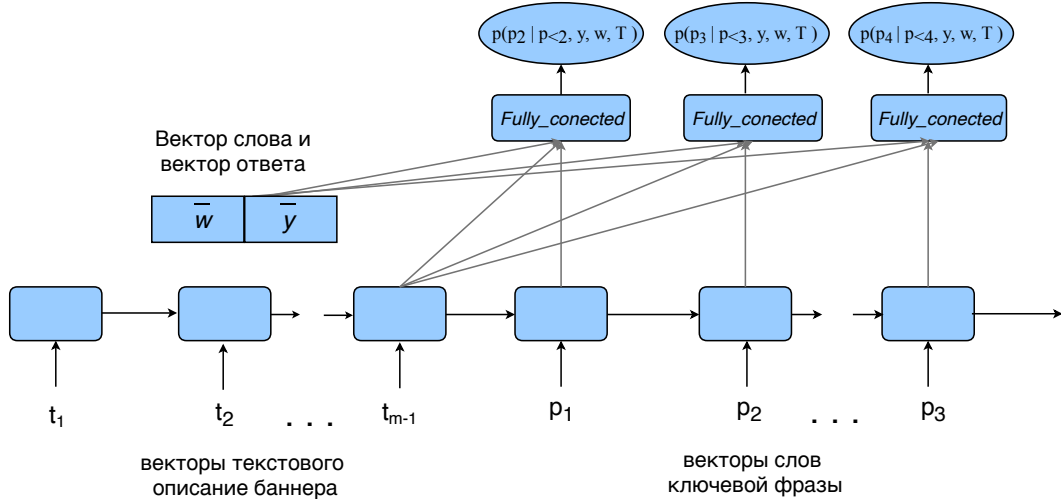 p(p2 | p<2, y, w, T )
p(p3 | p<3, y, w, T )
p(p4 | p<4, y, w, T )
Fully_conected
Fully_conected
Fully_conected
Вектор слова и
вектор ответа
w
y
t1
t2
. . .
tm-1
p1
p2
. . .
p3
векторы текстового
описание баннера
векторы слов
ключевой фразы